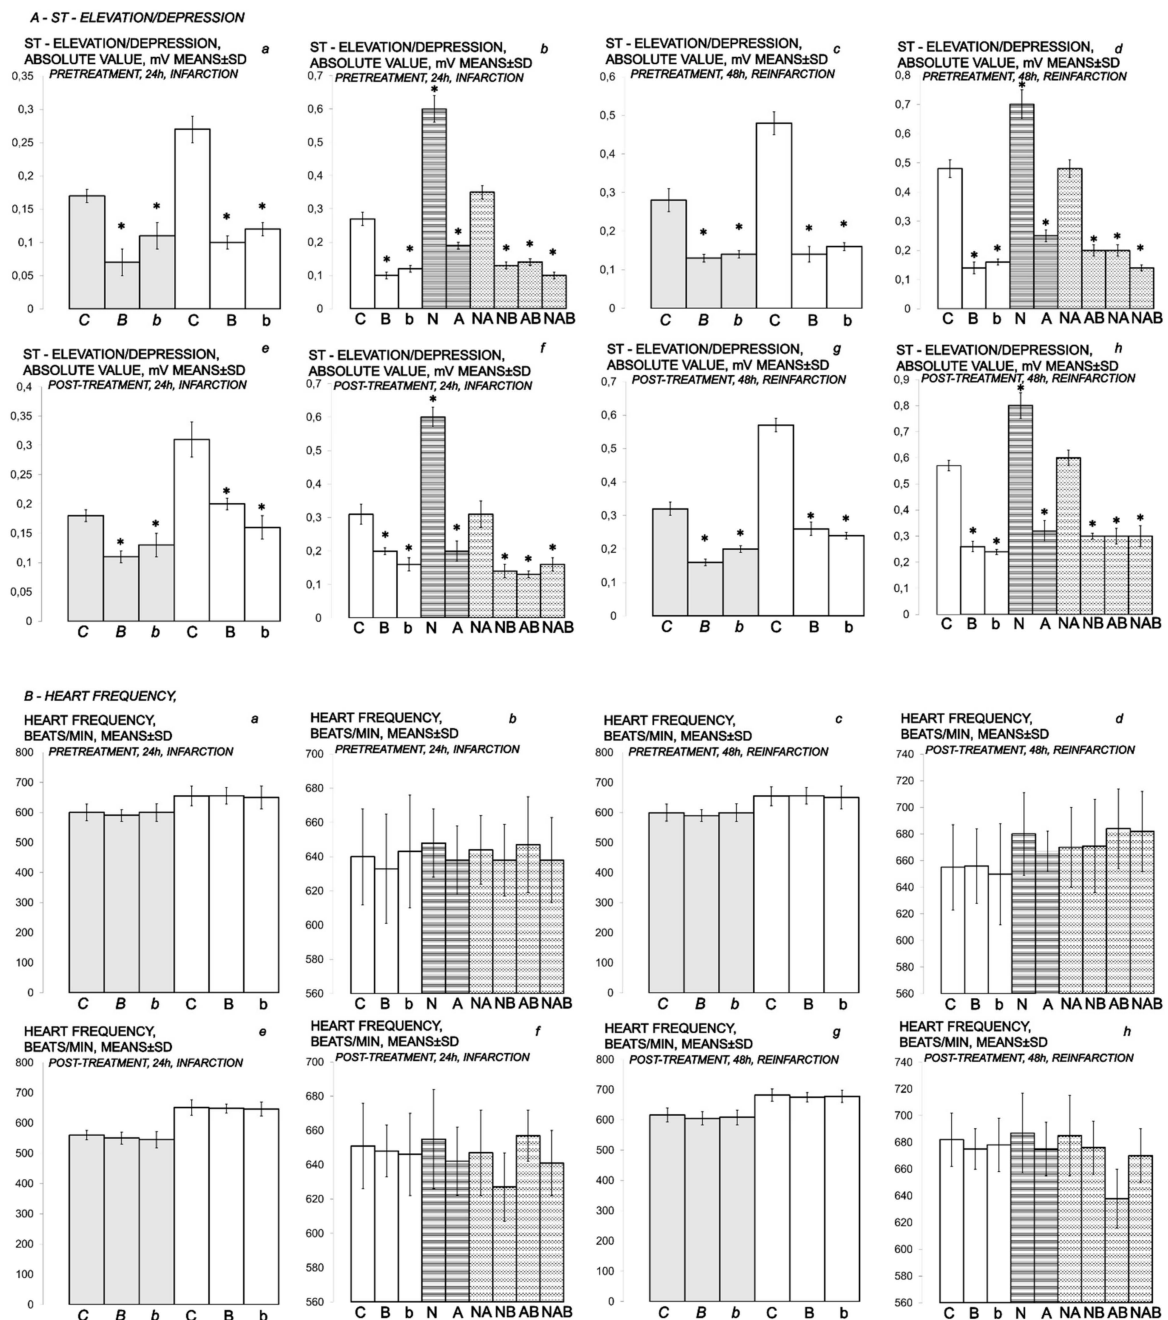 A - ST - ELEVATION/DEPRESSION
ST - ELEVATION/DEPRESSION, a
ABSOLUTE VALUE, mV MEANS±SD
PRETREATMENT, 24h, INFARCTION
0,35
0,3
0,25
0,2
0,15
0,1
0,05
0
* * * *
C B b C B b
ST - ELEVATION/DEPRESSION, b
ABSOLUTE VALUE, mV MEANS±SD
PRETREATMENT, 24h, INFARCTION
0,7
0,6
0,5
0,4
0,3
0,2
0,1
0
* * * * * * *
C B b N A NA NB AB NAB
ST - ELEVATION/DEPRESSION, c
ABSOLUTE VALUE, mV MEANS±SD
PRETREATMENT, 48h, REINFARCTION
0,6
0,5
0,4
0,3
0,2
0,1
0
* * * *
C B b C B b
ST - ELEVATION/DEPRESSION, d
ABSOLUTE VALUE, mV MEANS±SD
PRETREATMENT, 48h, REINFARCTION
0,8
0,7
0,6
0,5
0,4
0,3
0,2
0,1
0
* * * * * * *
C B b N A NA AB NA NAB
ST - ELEVATION/DEPRESSION, e
ABSOLUTE VALUE, mV MEANS±SD
POST-TREATMENT, 24h, INFARCTION
0,4
0,35
0,3
0,25
0,2
0,15
0,1
0,05
0
* * * *
C B b C B b
ST - ELEVATION/DEPRESSION, f
ABSOLUTE VALUE, mV MEANS±SD
POST-TREATMENT, 24h, INFARCTION
0,7
0,6
0,5
0,4
0,3
0,2
0,1
0
* * * * * * *
C B b N A NA NB AB NAB
ST - ELEVATION/DEPRESSION, g
ABSOLUTE VALUE, mV MEANS±SD
POST-TREATMENT, 48h, REINFARCTION
0,7
0,6
0,5
0,4
0,3
0,2
0,1
0
* * * *
C B b C B b
ST - ELEVATION/DEPRESSION, h
ABSOLUTE VALUE, mV MEANS±SD
POST-TREATMENT, 48h, REINFARCTION
0,9
0,8
0,7
0,6
0,5
0,4
0,3
0,2
0,1
0
* * * * * * *
C B b N A NA NB AB NAB
B - HEART FREQUENCY,
HEART FREQUENCY, a
BEATS/MIN, MEANS±SD
PRETREATMENT, 24h, INFARCTION
800
700
600
500
400
300
200
100
0
C B b C B b
HEART FREQUENCY, b
BEATS/MIN, MEANS±SD
PRETREATMENT, 24h, INFARCTION
700
680
660
640
620
600
580
560
C B b N A NA NB AB NAB
HEART FREQUENCY, c
BEATS/MIN, MEANS±SD
PRETREATMENT, 48h, REINFARCTION
800
700
600
500
400
300
200
100
0
C B b C B b
HEART FREQUENCY, d
BEATS/MIN, MEANS±SD
POST-TREATMENT, 48h, REINFARCTION
740
720
700
680
660
640
620
600
580
560
C B b N A NA NB AB NAB
HEART FREQUENCY, e
BEATS/MIN, MEANS±SD
POST-TREATMENT, 24h, INFARCTION
800
700
600
500
400
300
200
100
0
C B b C B b
HEART FREQUENCY, f
BEATS/MIN, MEANS±SD
POST-TREATMENT, 24h, INFARCTION
700
680
660
640
620
600
580
560
C B b N A NA NB AB NAB
HEART FREQUENCY, g
BEATS/MIN, MEANS±SD
POST-TREATMENT, 48h, REINFARCTION
800
700
600
500
400
300
200
100
0
C B b C B b
HEART FREQUENCY, h
BEATS/MIN, MEANS±SD
POST-TREATMENT, 48h, REINFARCTION
740
720
700
680
660
640
620
600
580
560
C B b N A NA NB AB NAB